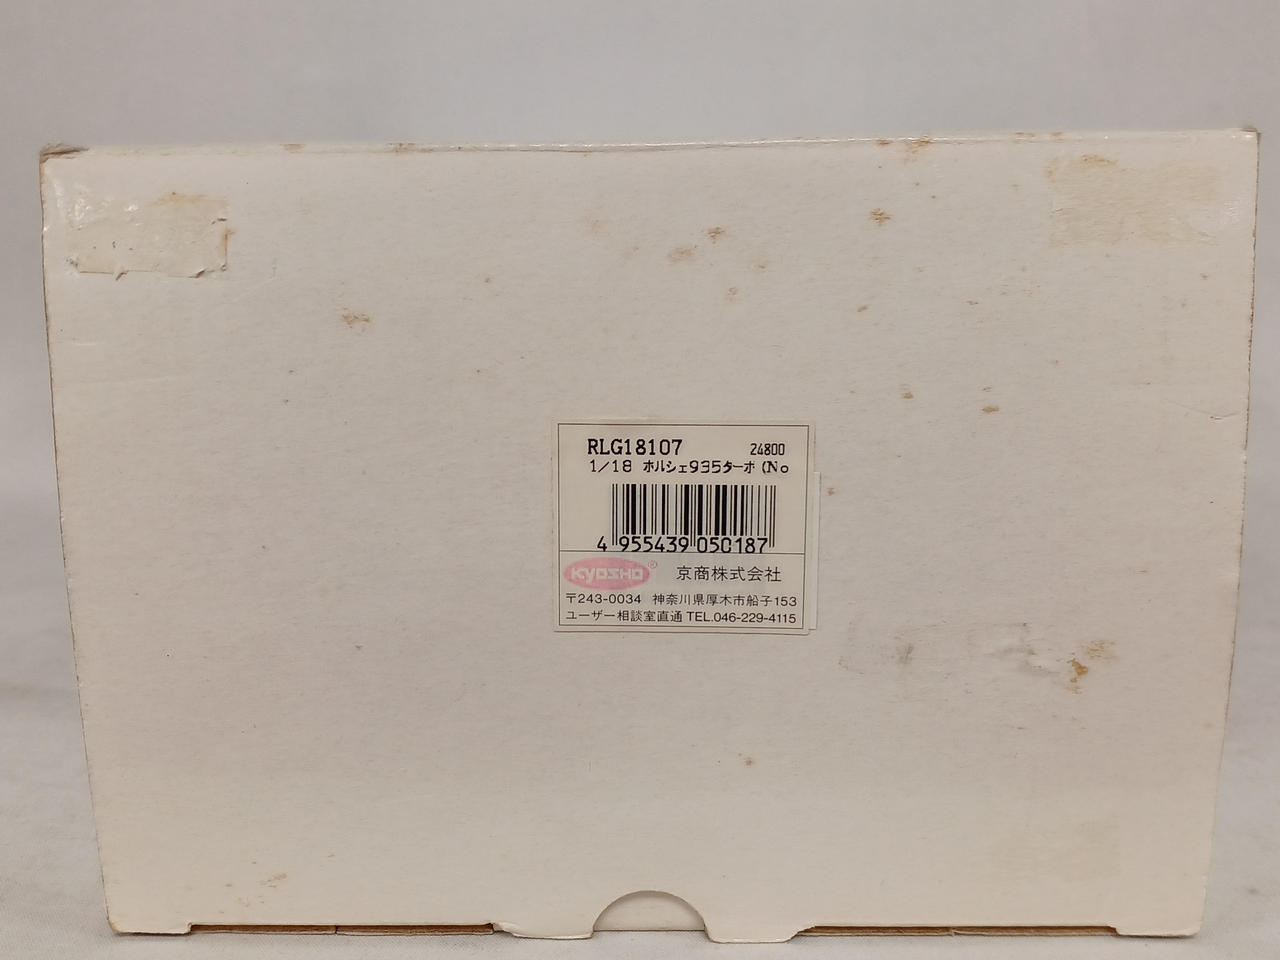 RLG18107 24800
1/18 ホルシェ935ターホ (No
4 955439 050187
KYOSHO® 京商株式会社
〒243-0034 神奈川県厚木市船子153
ユーザー相談室直通 TEL.046-229-4115